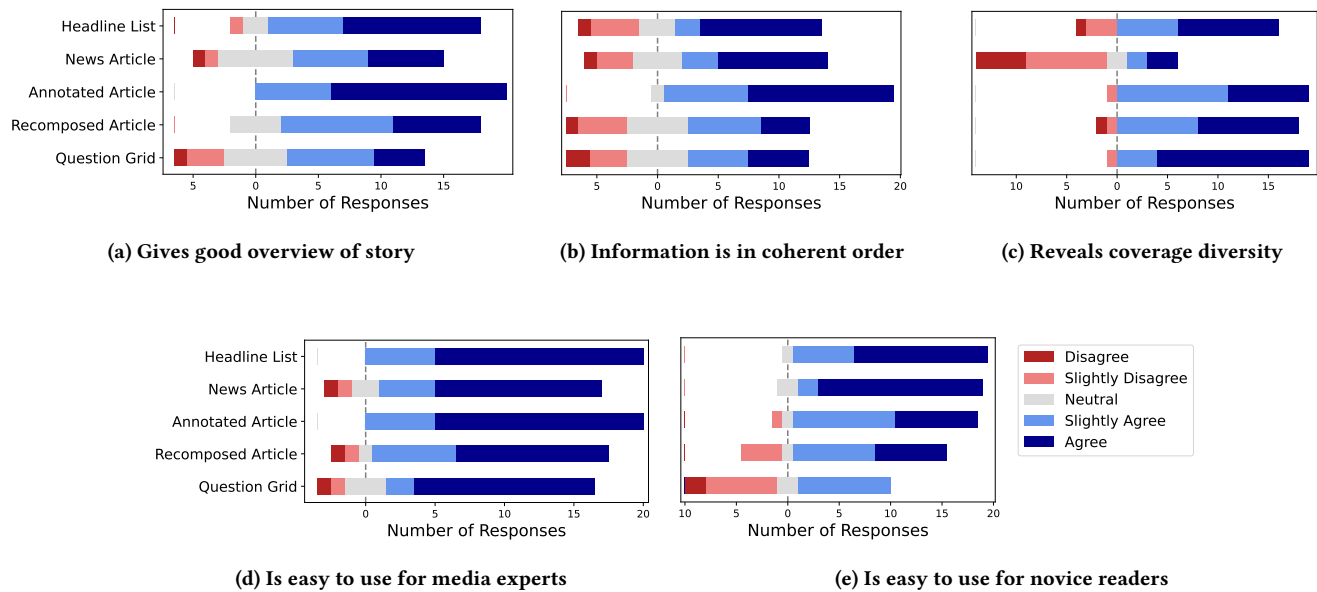 Headline List
News Article
Annotated Article
Recomposed Article
Question Grid
5 0 5 10 15
Number of Responses
(a) Gives good overview of story
5 0 5 10 15 20
Number of Responses
(b) Information is in coherent order
10 5 0 5 10 15
Number of Responses
(c) Reveals coverage diversity
Headline List
News Article
Annotated Article
Recomposed Article
Question Grid
0 5 10 15 20
Number of Responses
(d) Is easy to use for media experts
10 5 0 5 10 15 20
Number of Responses
(e) Is easy to use for novice readers
Disagree
Slightly Disagree
Neutral
Slightly Agree
Agree